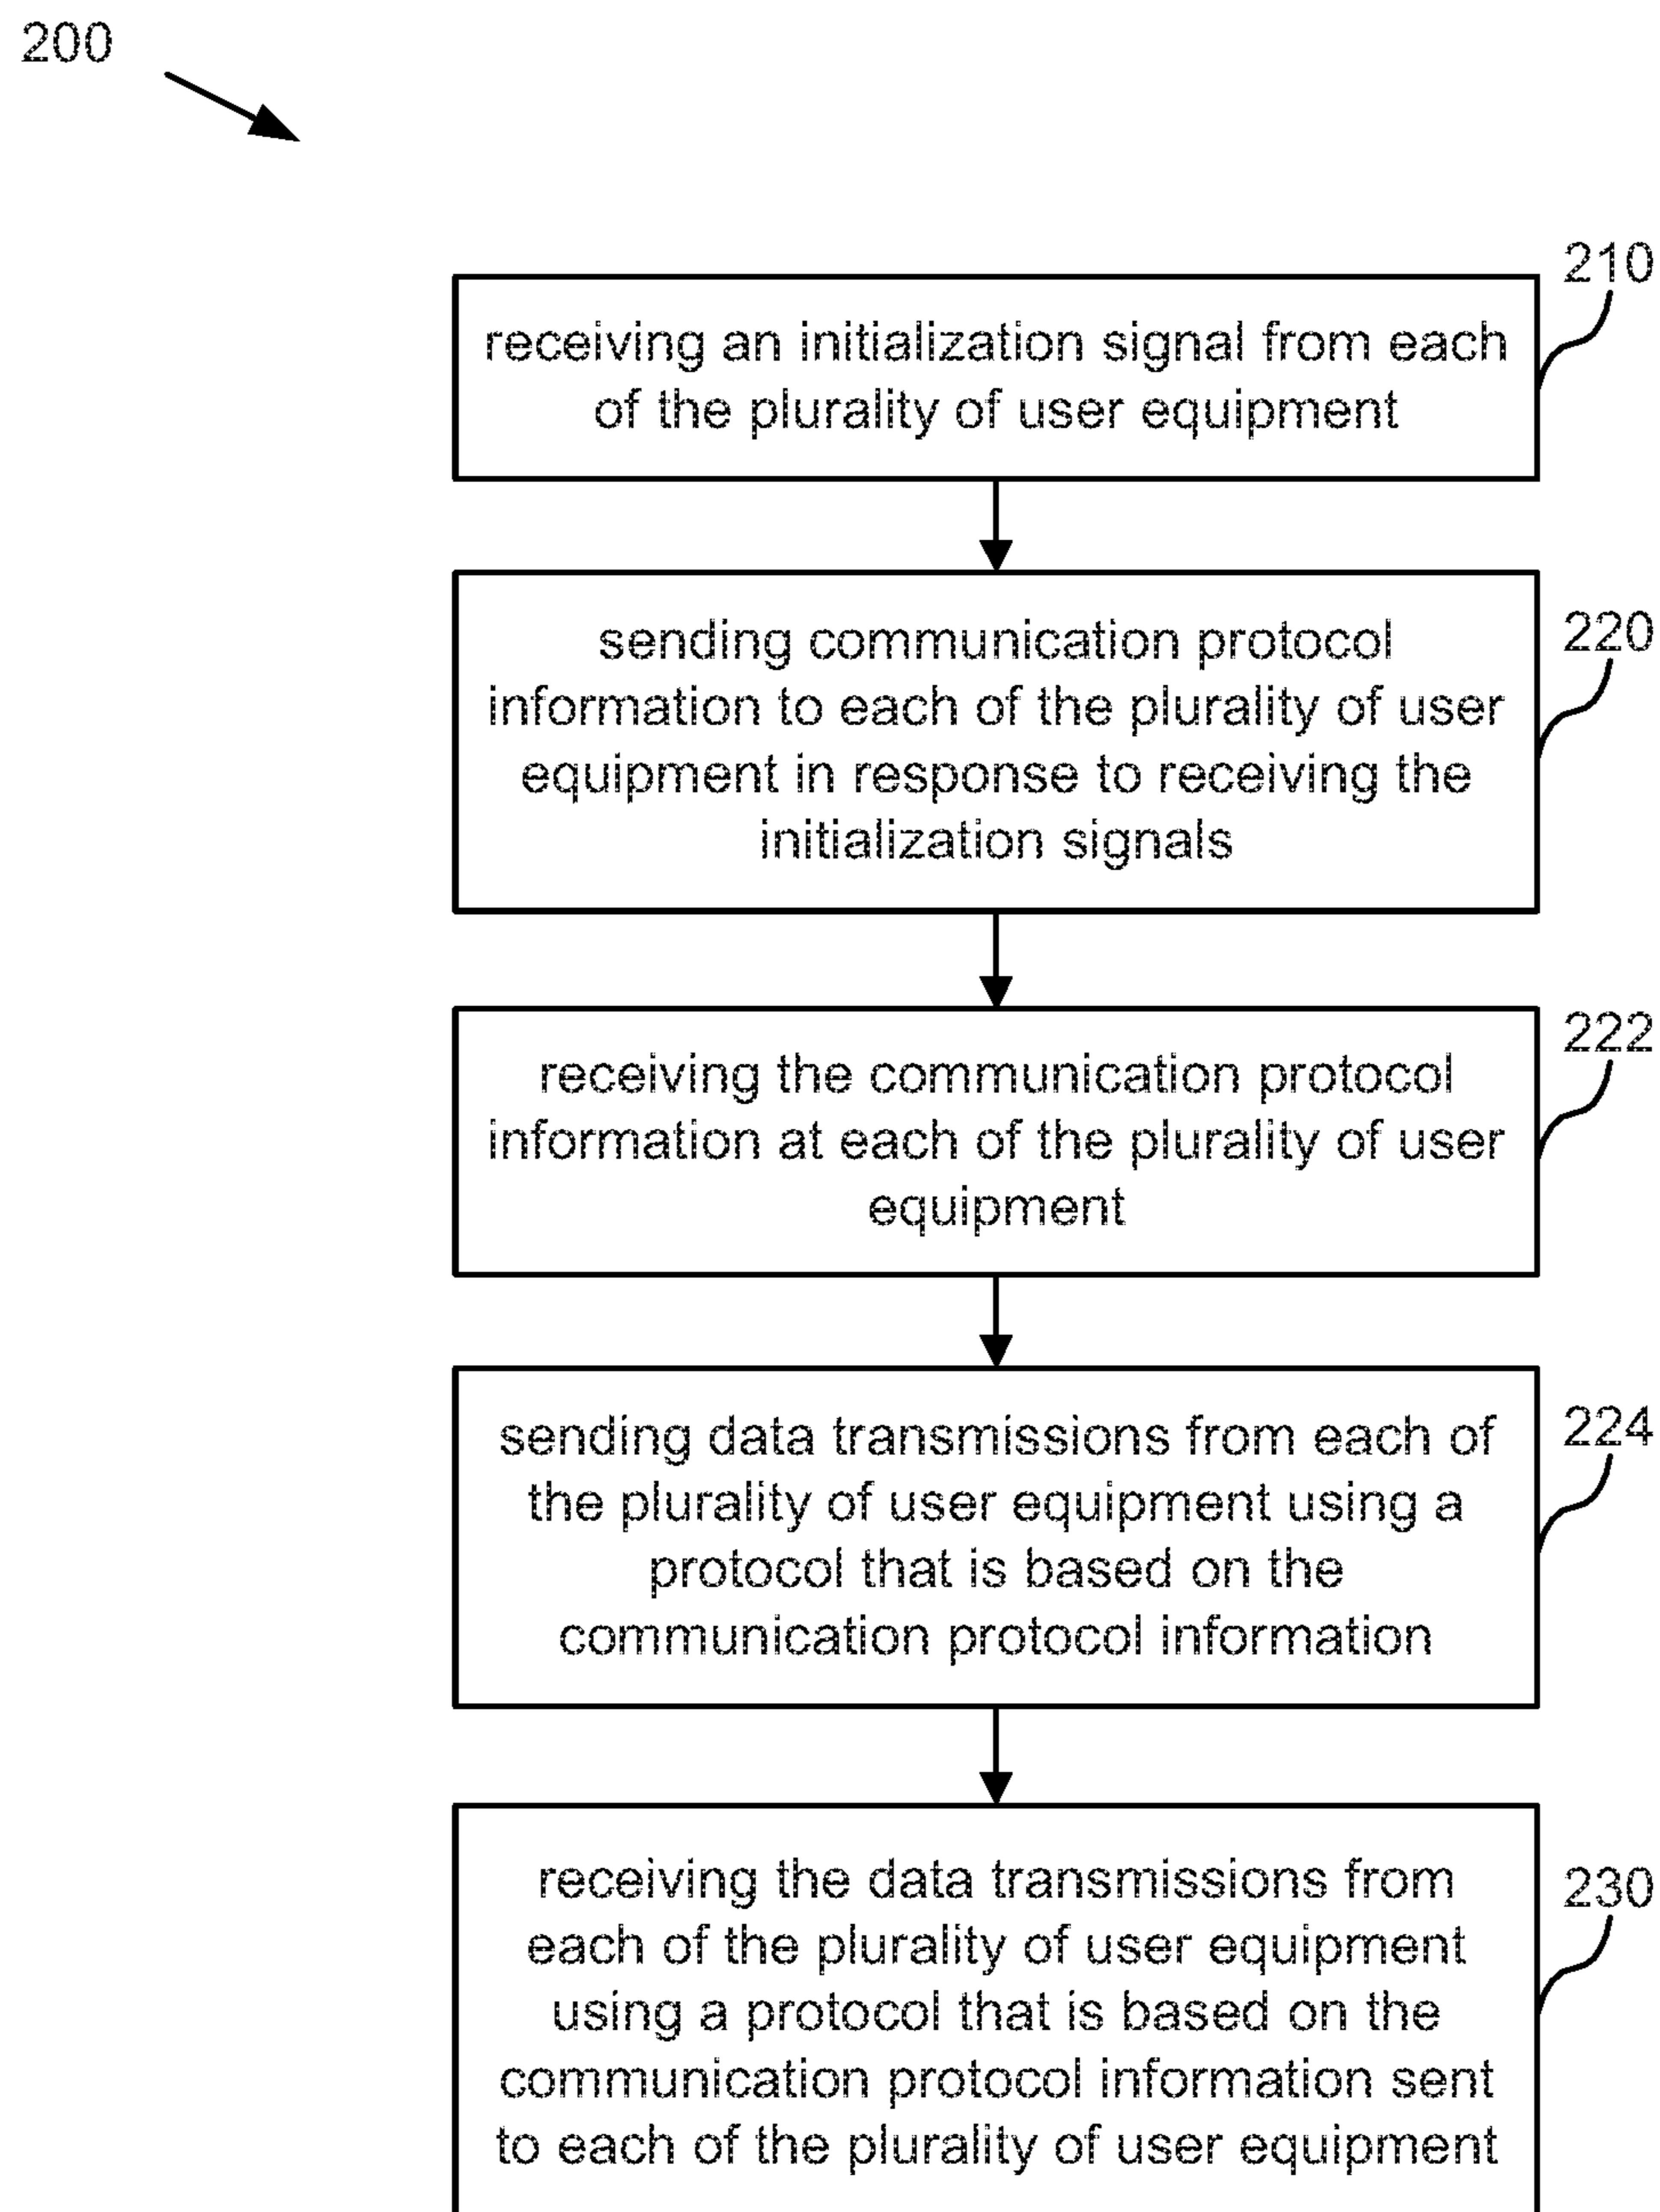 200
210
receiving an initialization signal from each
of the plurality of user equipment
220
sending communication protocol
information to each of the plurality of user
equipment in response to receiving the
initialization signals
222
receiving the communication protocol
information at each of the plurality of user
equipment
224
sending data transmissions from each of
the plurality of user equipment using a
protocol that is based on the
communication protocol information
230
receiving the data transmissions from
each of the plurality of user equipment
using a protocol that is based on the
communication protocol information sent
to each of the plurality of user equipment